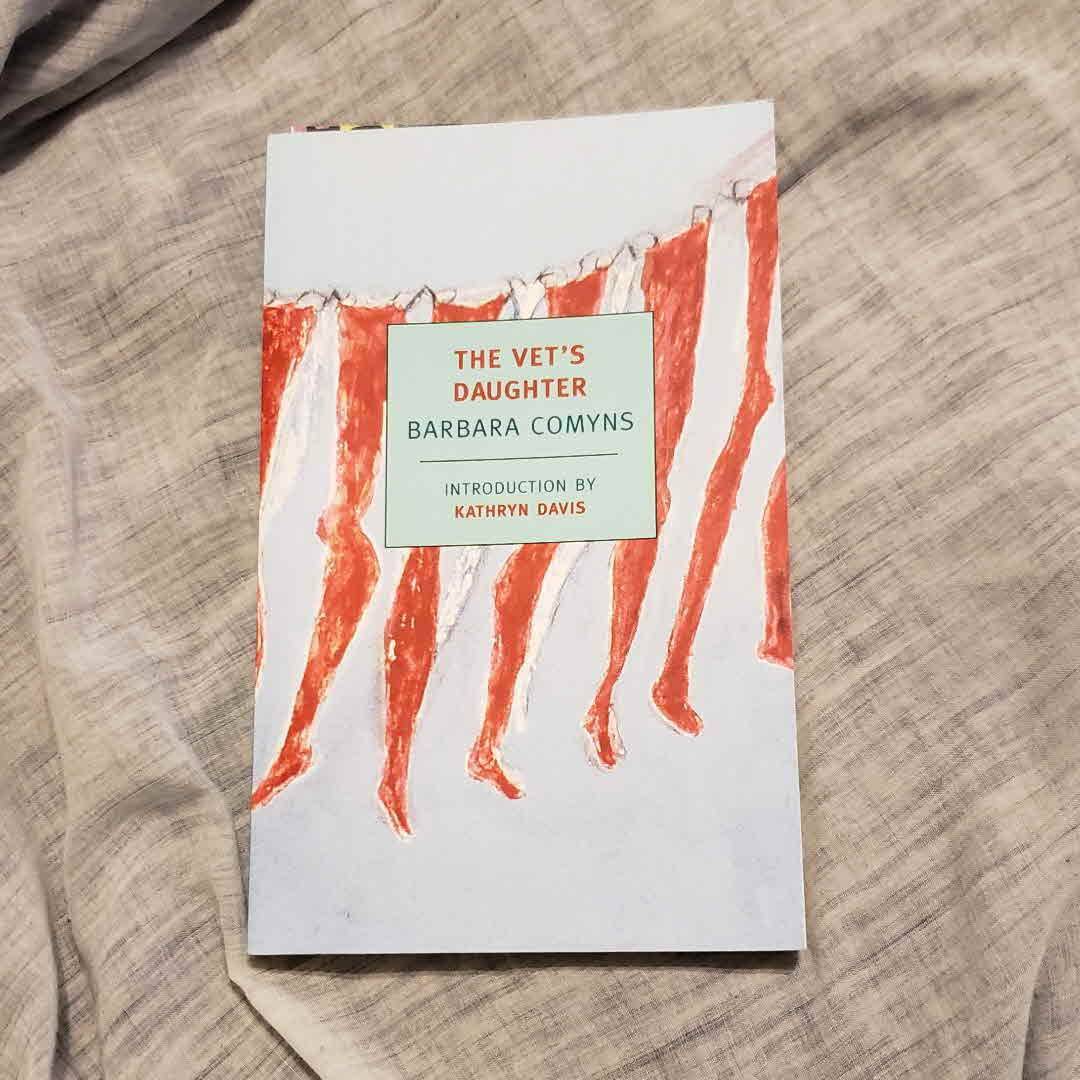 THE VET'S
DAUGHTER
BARBARA COMYNS
INTRODUCTION BY
KATHRYN DAVIS